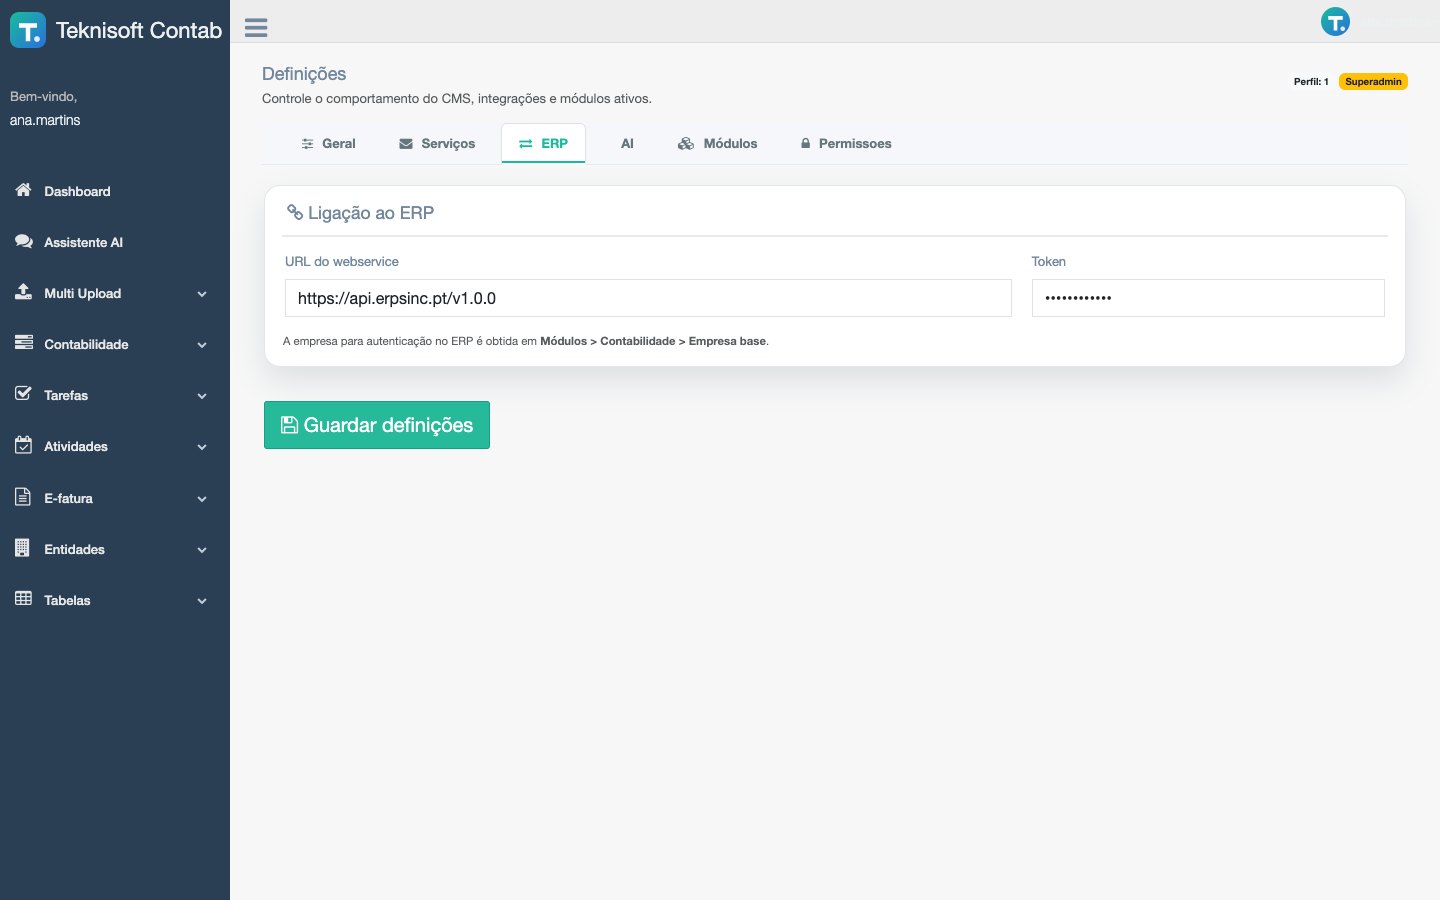 T. Teknisoft Contab
T.
Bem-vindo,
ana.martins
Dashboard
Assistente AI
Multi Upload
Contabilidade
Tarefas
Atividades
E-fatura
Entidades
Tabelas
Definições
Controle o comportamento do CMS, integrações e módulos ativos.
Perfil: 1 Superadmin
Geral Serviços ERP AI Módulos Permissoes
Ligação ao ERP
URL do webservice Token
https://api.erpsinc.pt/v1.0.0 ••••••••••••
A empresa para autenticação no ERP é obtida em Módulos > Contabilidade > Empresa base.
Guardar definições